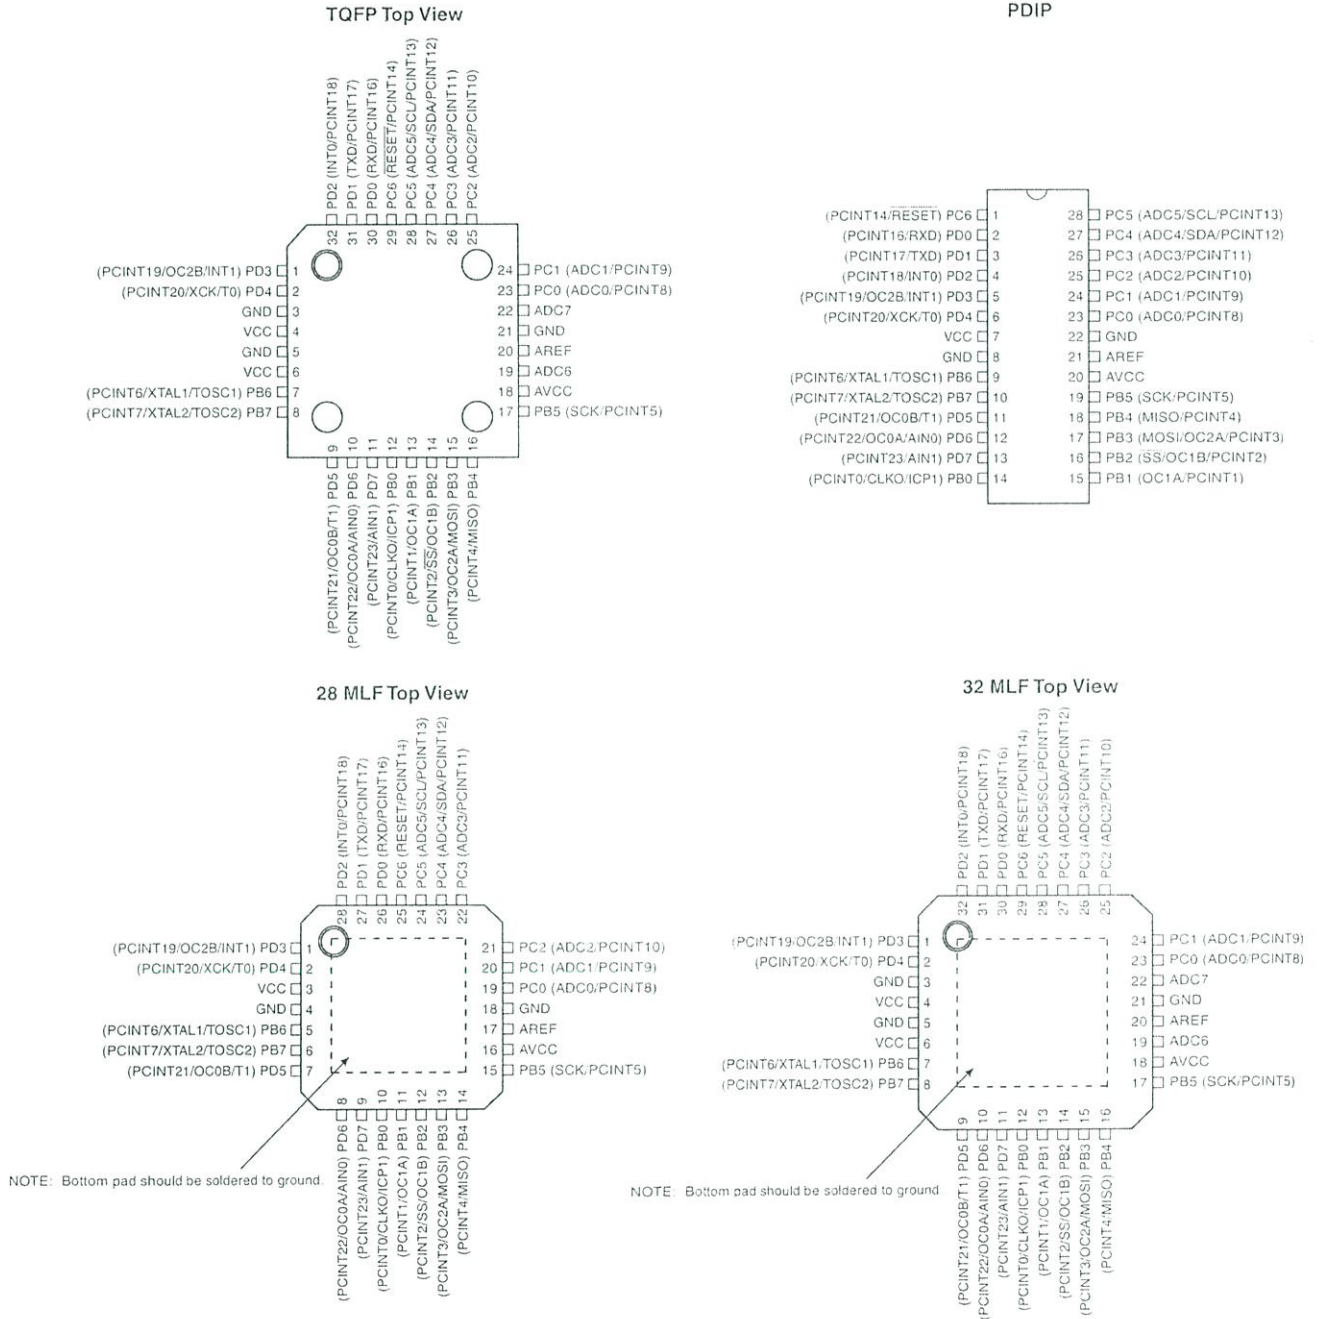 TQFP Top View
PD2 (INT0/PCINT18)
PD1 (TXD/PCINT17)
PD0 (RXD/PCINT16)
PC6 (RESET/PCINT14)
PC5 (ADC5/SCL/PCINT13)
PC4 (ADC4/SDA/PCINT12)
PC3 (ADC3/PCINT11)
PC2 (ADC2/PCINT10)
32 31 30 29 28 27 26 25
(PCINT19/OC2B/INT1) PD3 1
(PCINT20/XCK/T0) PD4 2
GND 3
VCC 4
GND 5
VCC 6
(PCINT6/XTAL1/TOSC1) PB6 7
(PCINT7/XTAL2/TOSC2) PB7 8
24 PC1 (ADC1/PCINT9)
23 PC0 (ADC0/PCINT8)
22 ADC7
21 GND
20 AREF
19 ADC6
18 AVCC
17 PB5 (SCK/PCINT5)
9 10 11 12 13 14 15 16
(PCINT21/OC0B/T1) PD5
(PCINT22/OC0A/AIN0) PD6
(PCINT23/AIN1) PD7
(PCINT0/CLKO/ICP1) PB0
(PCINT1/OC1A) PB1
(PCINT2/SS/OC1B) PB2
(PCINT3/OC2A/MOSI) PB3
(PCINT4/MISO) PB4
PDIP
(PCINT14/RESET) PC6 1
(PCINT16/RXD) PD0 2
(PCINT17/TXD) PD1 3
(PCINT18/INT0) PD2 4
(PCINT19/OC2B/INT1) PD3 5
(PCINT20/XCK/T0) PD4 6
VCC 7
GND 8
(PCINT6/XTAL1/TOSC1) PB6 9
(PCINT7/XTAL2/TOSC2) PB7 10
(PCINT21/OC0B/T1) PD5 11
(PCINT22/OC0A/AIN0) PD6 12
(PCINT23/AIN1) PD7 13
(PCINT0/CLKO/ICP1) PB0 14
28 PC5 (ADC5/SCL/PCINT13)
27 PC4 (ADC4/SDA/PCINT12)
26 PC3 (ADC3/PCINT11)
25 PC2 (ADC2/PCINT10)
24 PC1 (ADC1/PCINT9)
23 PC0 (ADC0/PCINT8)
22 GND
21 AREF
20 AVCC
19 PB5 (SCK/PCINT5)
18 PB4 (MISO/PCINT4)
17 PB3 (MOSI/OC2A/PCINT3)
16 PB2 (SS/OC1B/PCINT2)
15 PB1 (OC1A/PCINT1)
28 MLF Top View
PD2 (INT0/PCINT18)
PD1 (TXD/PCINT17)
PD0 (RXD/PCINT16)
PC6 (RESET/PCINT14)
PC5 (ADC5/SCL/PCINT13)
PC4 (ADC4/SDA/PCINT12)
PC3 (ADC3/PCINT11)
28 27 26 25 24 23 22
(PCINT19/OC2B/INT1) PD3 1
(PCINT20/XCK/T0) PD4 2
VCC 3
GND 4
(PCINT6/XTAL1/TOSC1) PB6 5
(PCINT7/XTAL2/TOSC2) PB7 6
(PCINT21/OC0B/T1) PD5 7
21 PC2 (ADC2/PCINT10)
20 PC1 (ADC1/PCINT9)
19 PC0 (ADC0/PCINT8)
18 GND
17 AREF
16 AVCC
15 PB5 (SCK/PCINT5)
8 9 10 11 12 13 14
(PCINT22/OC0A/AIN0) PD6
(PCINT23/AIN1) PD7
(PCINT0/CLKO/ICP1) PB0
(PCINT1/OC1A) PB1
(PCINT2/SS/OC1B) PB2
(PCINT3/OC2A/MOSI) PB3
(PCINT4/MISO) PB4
NOTE: Bottom pad should be soldered to ground.
32 MLF Top View
PD2 (INT0/PCINT18)
PD1 (TXD/PCINT17)
PD0 (RXD/PCINT16)
PC6 (RESET/PCINT14)
PC5 (ADC5/SCL/PCINT13)
PC4 (ADC4/SDA/PCINT12)
PC3 (ADC3/PCINT11)
PC2 (ADC2/PCINT10)
32 31 30 29 28 27 26 25
(PCINT19/OC2B/INT1) PD3 1
(PCINT20/XCK/T0) PD4 2
GND 3
VCC 4
GND 5
VCC 6
(PCINT6/XTAL1/TOSC1) PB6 7
(PCINT7/XTAL2/TOSC2) PB7 8
24 PC1 (ADC1/PCINT9)
23 PC0 (ADC0/PCINT8)
22 ADC7
21 GND
20 AREF
19 ADC6
18 AVCC
17 PB5 (SCK/PCINT5)
9 10 11 12 13 14 15 16
(PCINT21/OC0B/T1) PD5
(PCINT22/OC0A/AIN0) PD6
(PCINT23/AIN1) PD7
(PCINT0/CLKO/ICP1) PB0
(PCINT1/OC1A) PB1
(PCINT2/SS/OC1B) PB2
(PCINT3/OC2A/MOSI) PB3
(PCINT4/MISO) PB4
NOTE: Bottom pad should be soldered to ground.